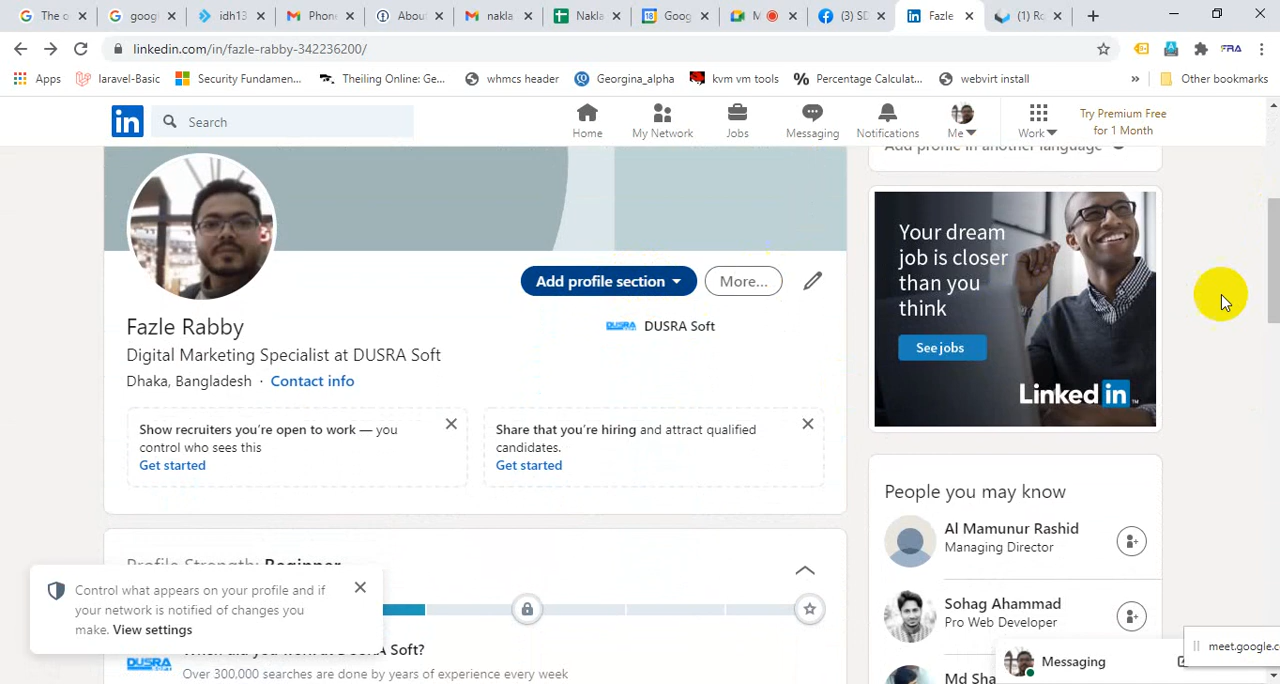 The o
googl
idh13
Phon
Abou
nakla
Nakla
Goog
M
(3) SD
Fazle
(1) Ro
linkedin.com/in/fazle-rabby-342236200/
Apps laravel-Basic Security Fundamen... Theiling Online: Ge... whmcs header Georgina_alpha kvm vm tools Percentage Calculat... webvirt install » Other bookmarks
in Search
Home My Network Jobs Messaging Notifications Me Work
Try Premium Free
for 1 Month
Add profile in another language
Add profile section More...
Fazle Rabby
DUSRA DUSRA Soft
Digital Marketing Specialist at DUSRA Soft
Dhaka, Bangladesh · Contact info
Show recruiters you're open to work — you
control who sees this
Get started
Share that you're hiring and attract qualified
candidates.
Get started
Your dream
job is closer
than you
think
See jobs
Linked in
People you may know
Al Mamunur Rashid
Managing Director
Sohag Ahammad
Pro Web Developer
Md Sha
Profile Strength: Beginner
Control what appears on your profile and if
your network is notified of changes you
make. View settings
DUSRA
Soft?
Over 300,000 searches are done by years of experience every week
Messaging
meet.google.c